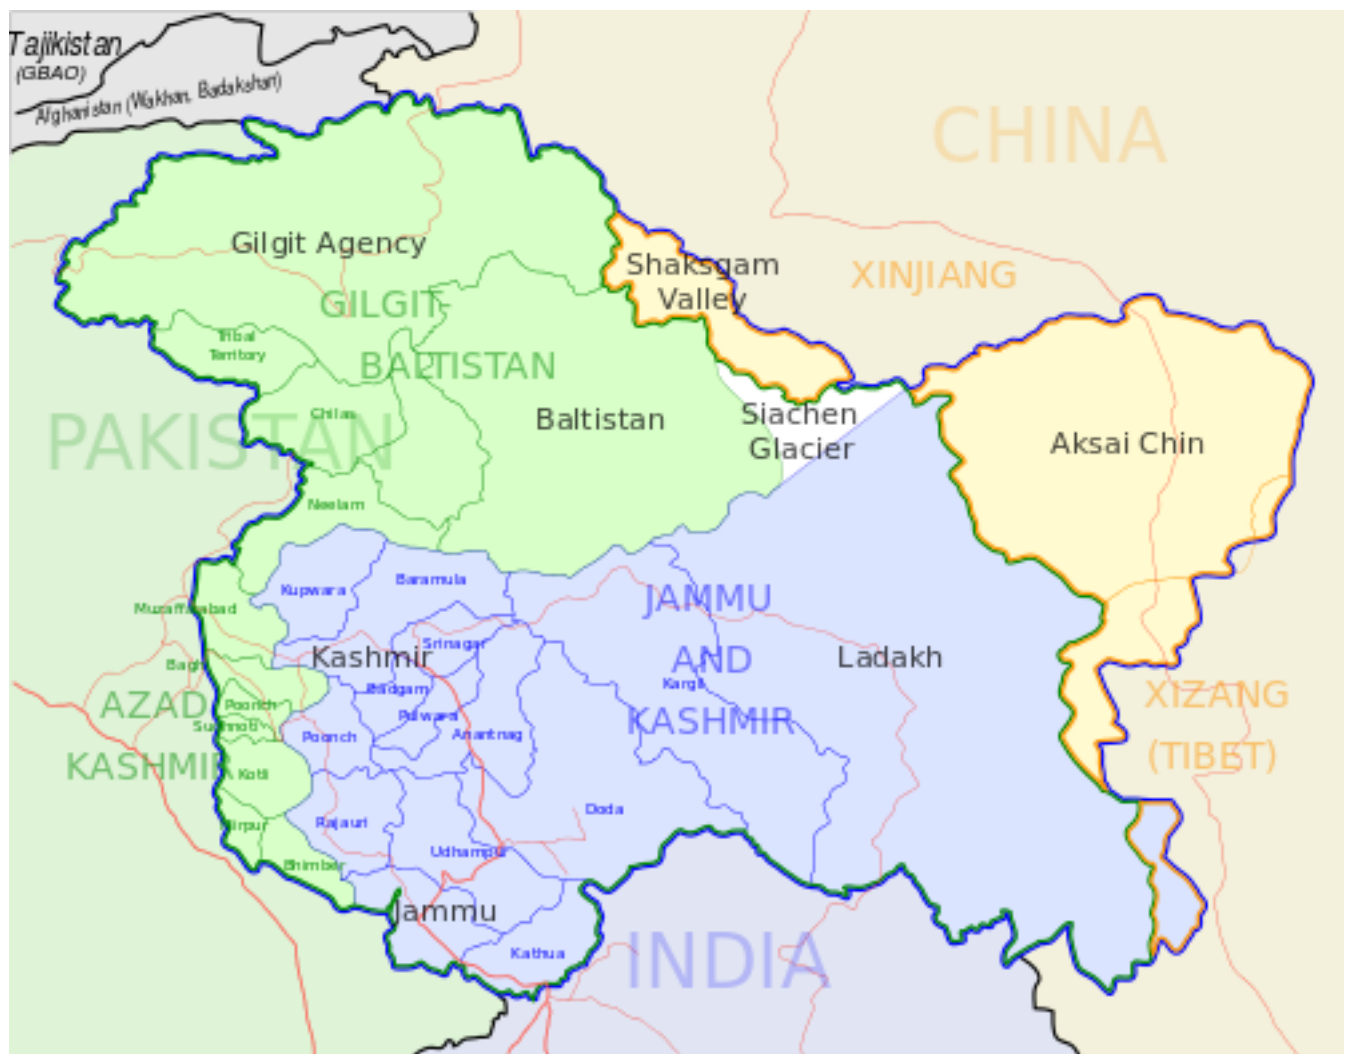 Tajikistan
(GBAO)
Afghanistan (Wakhan, Badakshan)
CHINA
Gilgit Agency
Shaksgam
Valley
XINJIANG
GILGIT-
BALTISTAN
Tribal
Territory
PAKISTAN
Chilas
Baltistan
Siachen
Glacier
Aksai Chin
Neelam
Kupwara
Baramula
Muzaffarabad
JAMMU
AND
KASHMIR
Kashmir
Srinagar
Ladakh
Bagh
Badgam
Kargil
AZAD
KASHMIR
Poonch
Sudhnoti
Pulwara
Poonch
Anantnag
XIZANG
(TIBET)
Kotli
Mirpur
Rajauri
Doda
Udhampur
Bhimber
Jammu
Kathua
INDIA